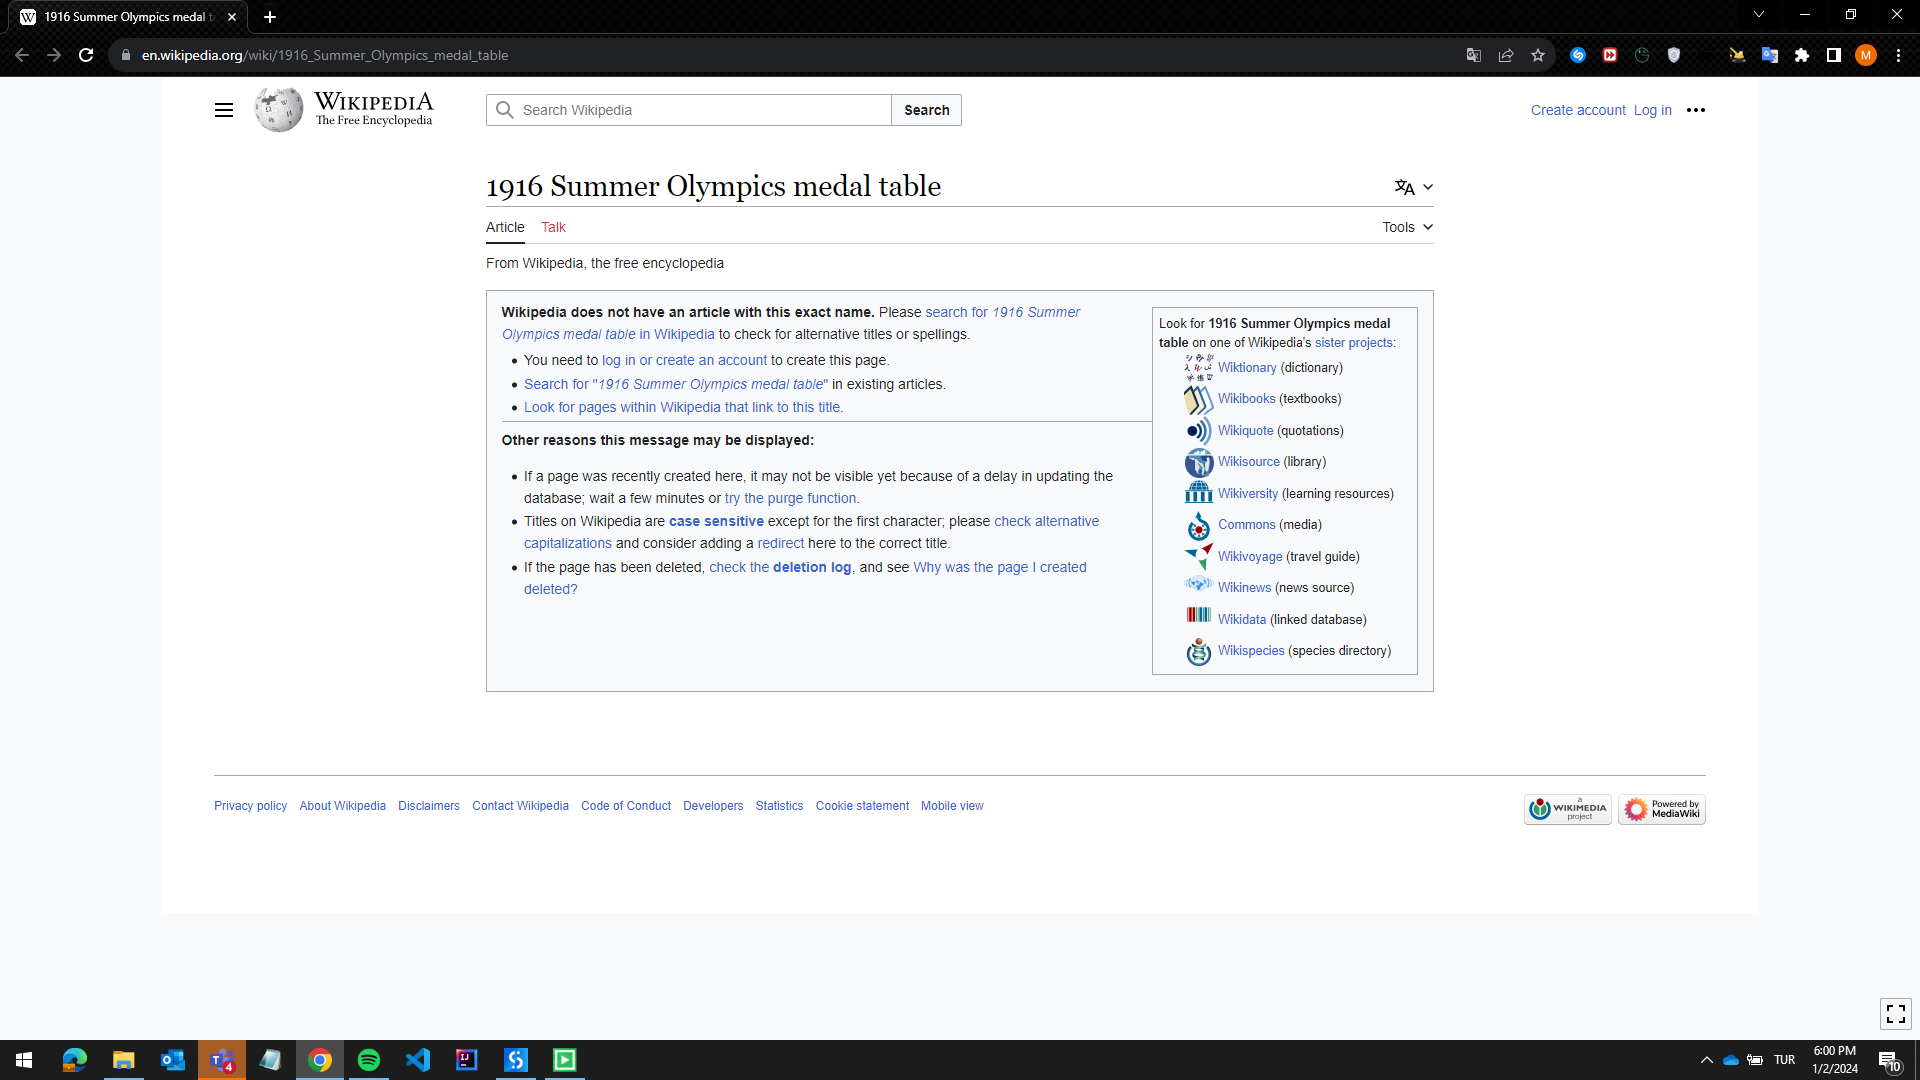 1916 Summer Olympics medal t
en.wikipedia.org/wiki/1916_Summer_Olympics_medal_table
M
WIKIPEDIA
The Free Encyclopedia
Search Wikipedia
Search
Create account Log in
1916 Summer Olympics medal table
Article Talk
Tools
From Wikipedia, the free encyclopedia
Wikipedia does not have an article with this exact name. Please search for 1916 Summer
Olympics medal table in Wikipedia to check for alternative titles or spellings.
You need to log in or create an account to create this page.
Search for "1916 Summer Olympics medal table" in existing articles.
Look for pages within Wikipedia that link to this title.
Other reasons this message may be displayed:
If a page was recently created here, it may not be visible yet because of a delay in updating the
database; wait a few minutes or try the purge function.
Titles on Wikipedia are case sensitive except for the first character; please check alternative
capitalizations and consider adding a redirect here to the correct title.
If the page has been deleted, check the deletion log, and see Why was the page I created
deleted?
Look for 1916 Summer Olympics medal
table on one of Wikipedia's sister projects:
Wiktionary (dictionary)
Wikibooks (textbooks)
Wikiquote (quotations)
Wikisource (library)
Wikiversity (learning resources)
Commons (media)
Wikivoyage (travel guide)
Wikinews (news source)
Wikidata (linked database)
Wikispecies (species directory)
Privacy policy About Wikipedia Disclaimers Contact Wikipedia Code of Conduct Developers Statistics Cookie statement Mobile view
a
WIKIMEDIA
project
Powered by
MediaWiki
4
TUR
6:00 PM
1/2/2024
10